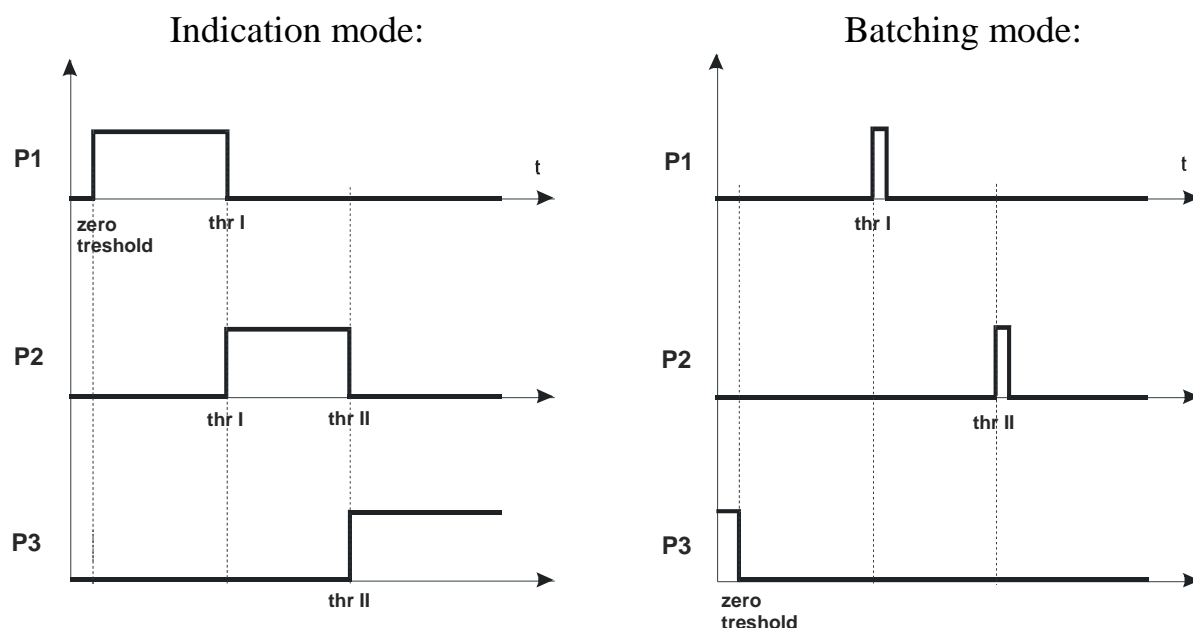 Indication mode:
P1
t
zero
treshold
thr I
P2
thr I
thr II
P3
thr II
Batching mode:
P1
t
thr I
P2
thr II
P3
zero
treshold